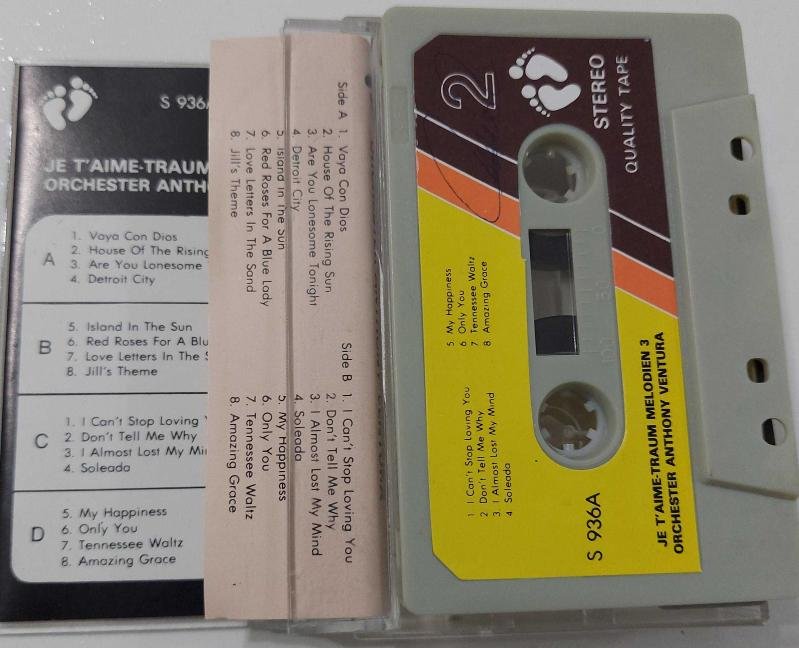 S 936A
JE T'AIME-TRAUM
ORCHESTER
A
1. Vaya Con Dios
2. House Of The Rising
3. Are You Lonesome
4. Detroit City
B
5. Island In The Sun
6. Red Roses For A
7. Love Letters In The
8. Jill's Theme
C
1. I Can't Stop Loving
2. Don't Tell Me Why
3. I Almost Lost My
4. Soleada
D
5. My Happiness
6. Only You
7. Tennessee Waltz
8. Amazing Grace
Side A 1. Vaya Con Dios
2. House Of The Rising Sun
3. Are You Lonesome Tonight
4. Detroit City
5. Island In The Sun
6. Red Roses For A Blue Lady
7. Love Letters In The Sand
8. Jill's Theme
Side B 1. I Can't Stop Loving You
2. Don't Tell Me Why
3. I Almost Lost My Mind
4. Soleada
5. My Happiness
6. Only You
7. Tennessee Waltz
8. Amazing Grace
2
STEREO
QUALITY TAPE
1 I Can't Stop Loving You
2 Don't Tell Me Why
3 I Almost Lost My Mind
4 Soleada
5 My Happiness
6 Only You
7 Tennessee Waltz
8 Amazing Grace
S 936A
JE T'AIME-TRAUM MELODIEN 3
ORCHESTER ANTHONY VENTURA